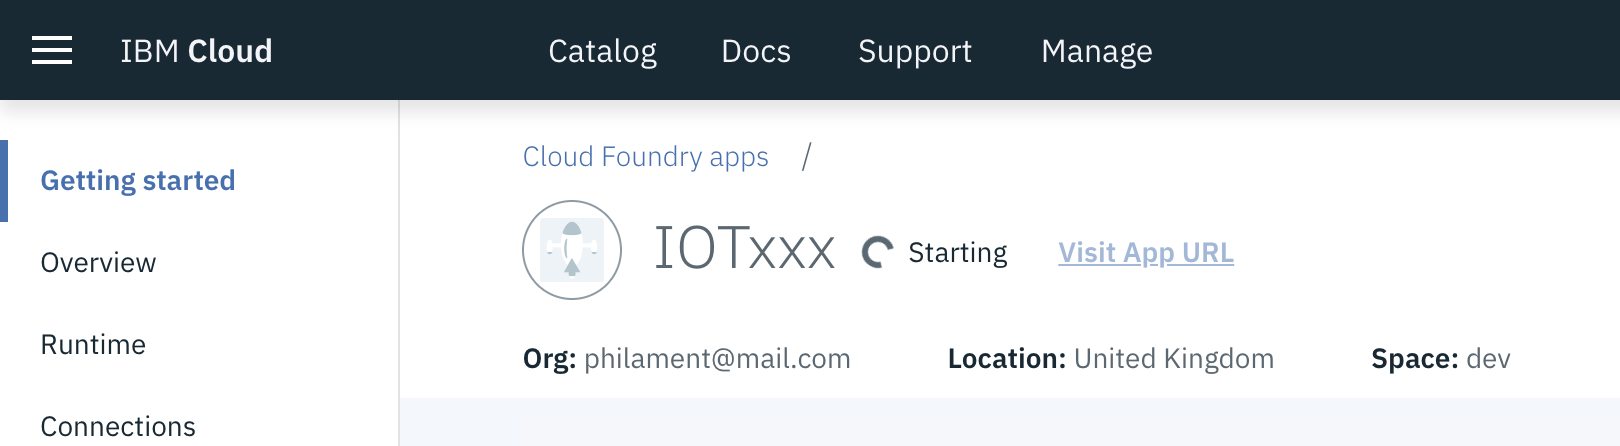 IBM Cloud Catalog Docs Support Manage
Getting started
Overview
Runtime
Connections
Cloud Foundry apps /
IOTxxx Starting Visit App URL
Org: philament@mail.com Location: United Kingdom Space: dev